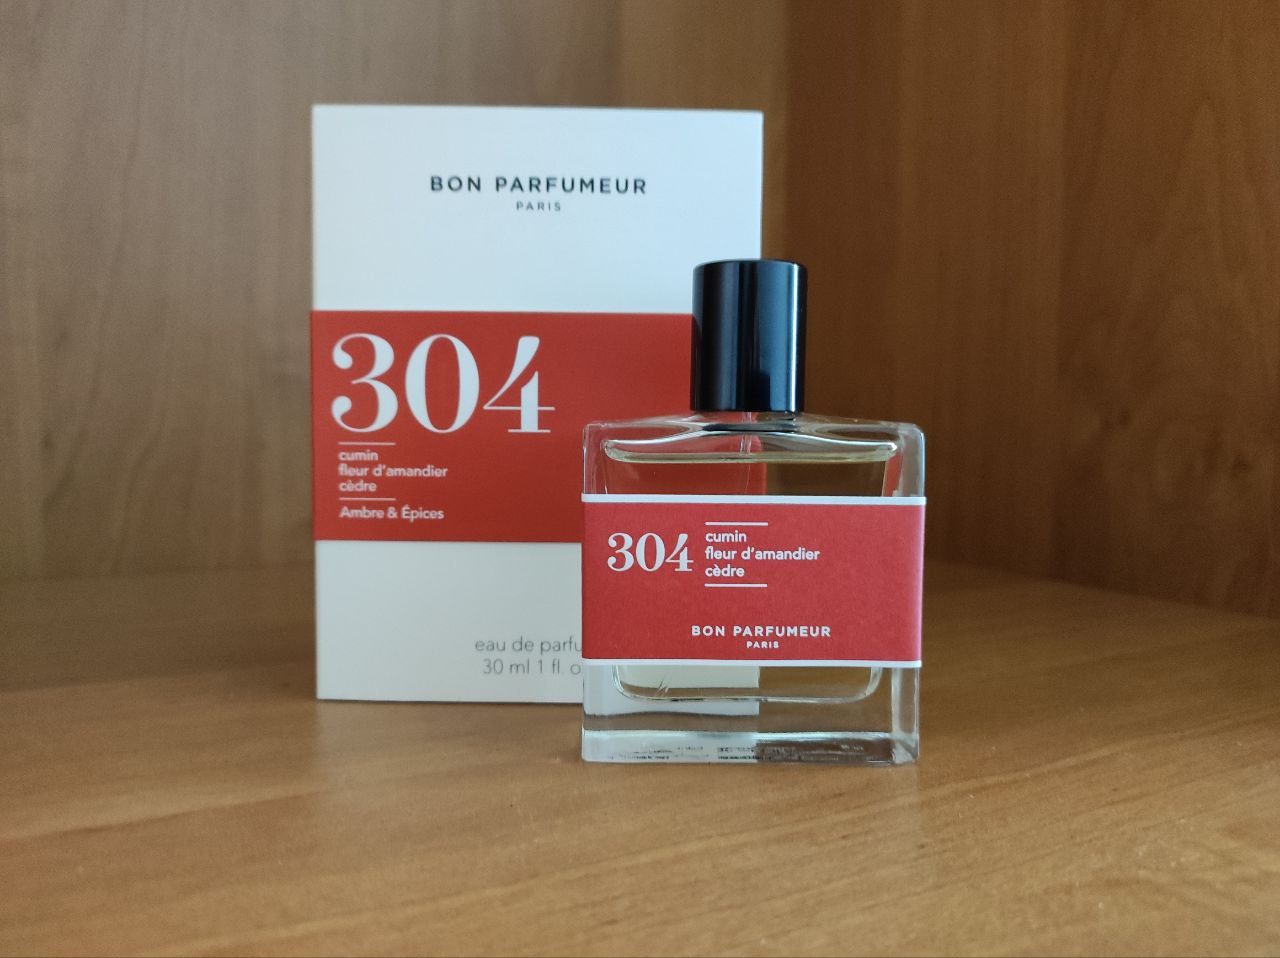 BON PARFUMEUR
PARIS
304
cumin
fleur d'amandier
cèdre
Ambre & Épices
eau de
30 ml 1 fl.
304
cumin
fleur d'amandier
cèdre
BON PARFUMEUR
PARIS